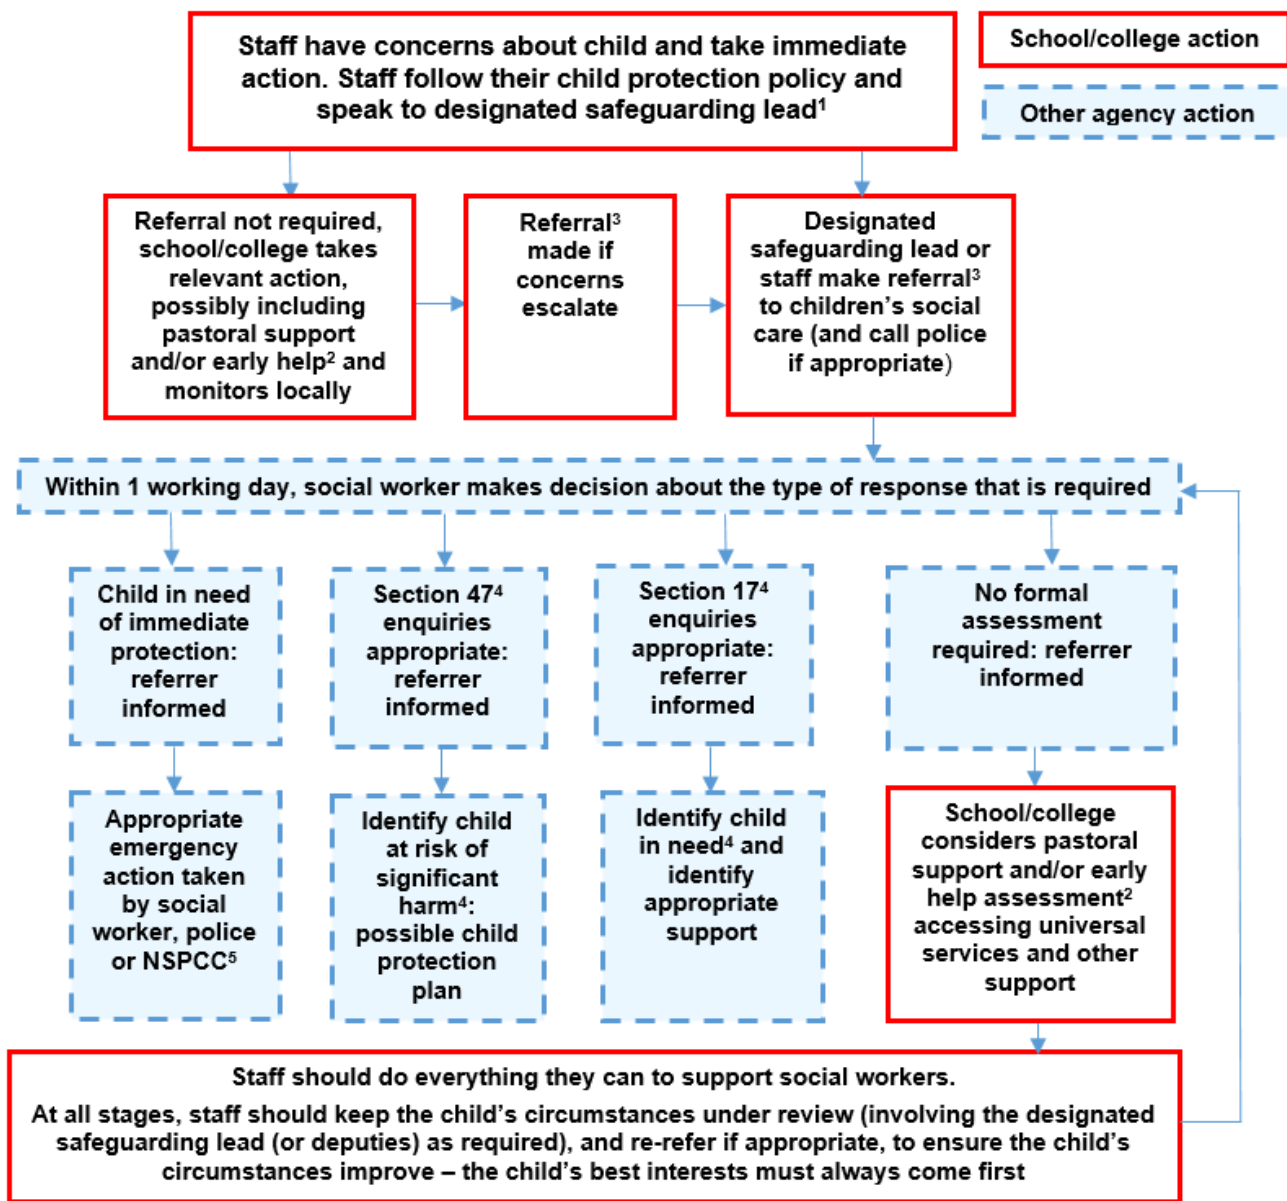 Staff have concerns about child and take immediate
action. Staff follow their child protection policy and
speak to designated safeguarding lead¹
School/college action
Other agency action
Referral not required,
school/college takes
relevant action,
possibly including
pastoral support
and/or early help² and
monitors locally
Referral³
made if
concerns
escalate
Designated
safeguarding lead or
staff make referral³
to children’s social
care (and call police
if appropriate)
Within 1 working day, social worker makes decision about the type of response that is required
Child in need
of immediate
protection:
referrer
informed
Section 47⁴
enquiries
appropriate:
referrer
informed
Section 17⁴
enquiries
appropriate:
referrer
informed
No formal
assessment
required: referrer
informed
Appropriate
emergency
action taken
by social
worker, police
or NSPCC⁵
Identify child
at risk of
significant
harm⁴:
possible child
protection
plan
Identify child
in need⁴ and
identify
appropriate
support
School/college
considers pastoral
support and/or early
help assessment²
accessing universal
services and other
support
Staff should do everything they can to support social workers.
At all stages, staff should keep the child’s circumstances under review (involving the designated
safeguarding lead (or deputies) as required), and re-refer if appropriate, to ensure the child’s
circumstances improve – the child’s best interests must always come first